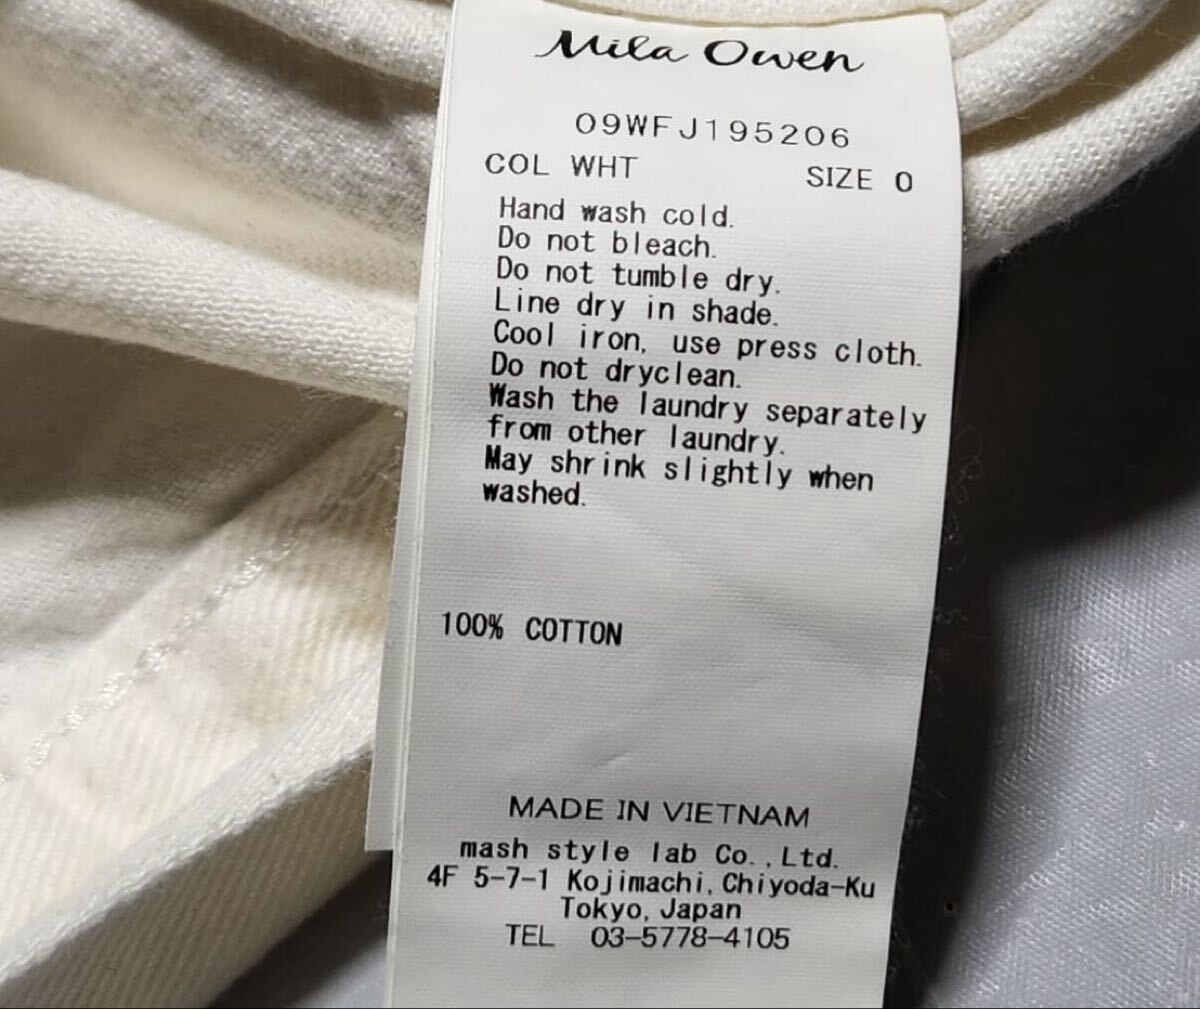 Mila Owen
09WFJ195206
COL WHT SIZE 0
Hand wash cold.
Do not bleach.
Do not tumble dry.
Line dry in shade.
Cool iron, use press cloth.
Do not dryclean.
Wash the laundry separately
from other laundry.
May shrink slightly when
washed.
100% COTTON
MADE IN VIETNAM
mash style lab Co.,Ltd.
4F 5-7-1 Kojimachi,Chiyoda-Ku
Tokyo,Japan
TEL 03-5778-4105